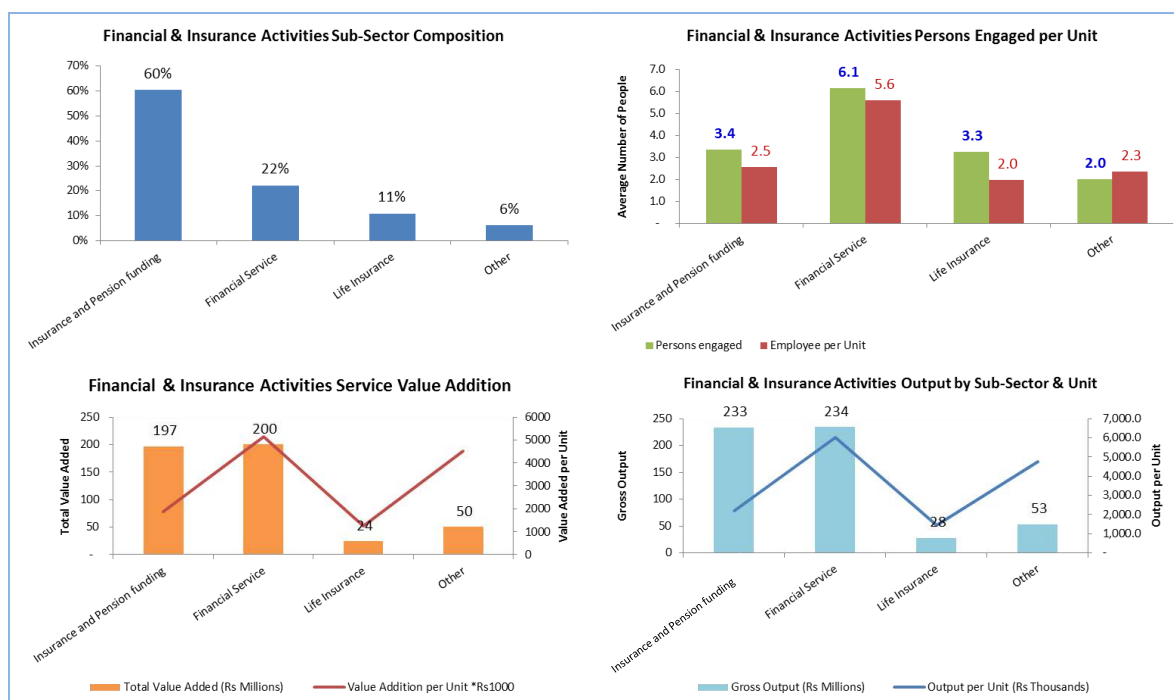 Financial & Insurance Activities Sub-Sector Composition
70%
60%
50%
40%
30%
20%
10%
0%
60%
22%
11%
6%
Insurance and Pension funding
Financial Service
Life Insurance
Other
Financial & Insurance Activities Persons Engaged per Unit
Average Number of People
7.0
6.0
5.0
4.0
3.0
2.0
1.0
-
3.4
2.5
6.1
5.6
3.3
2.0
2.0
2.3
Insurance and Pension funding
Financial Service
Life Insurance
Other
Persons engaged
Employee per Unit
Financial & Insurance Activities Service Value Addition
Total Value Added
250
200
150
100
50
-
197
200
24
50
6000
5000
4000
3000
2000
1000
0
Value Added per Unit
Insurance and Pension funding
Financial Service
Life Insurance
Other
Total Value Added (Rs Millions)
Value Addition per Unit *Rs1000
Financial & Insurance Activities Output by Sub-Sector & Unit
Gross Output
250
200
150
100
50
0
233
234
28
53
7,000.0
6,000.0
5,000.0
4,000.0
3,000.0
2,000.0
1,000.0
-
Output per Unit
Insurance and Pension funding
Financial Service
Life Insurance
Other
Gross Output (Rs Millions)
Output per Unit (Rs Thousands)